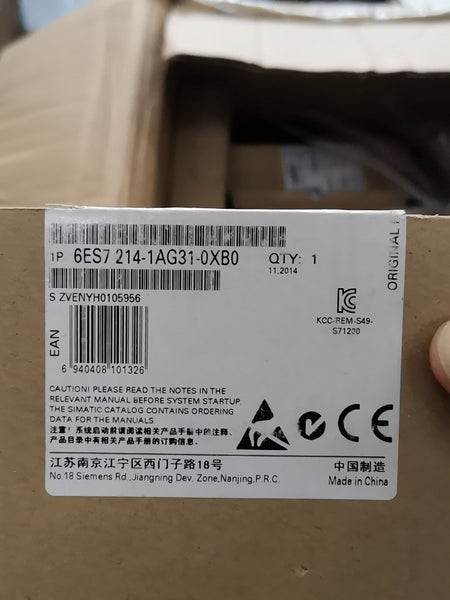 1P 6ES7 214-1AG31-0XB0 QTY: 1
11.2014
S ZVENYH0105956
ORIGINAL
EAN
6 940408 101326
KCC-REM-S49-
S71200
CAUTION! PLEASE READ THE NOTES IN THE
RELEVANT MANUAL BEFORE SYSTEM STARTUP.
THE SIMATIC CATALOG CONTAINS ORDERING
DATA FOR THE MANUALS.
注意！系统启动前请阅读相关产品手册中的注释、
产品目录中有相关产品手册的订购信息。
CE
江苏南京江宁区西门子路18号
No.18 Siemens Rd.,Jiangning Dev. Zone,Nanjing,P.R.C.
中国制造
Made in China